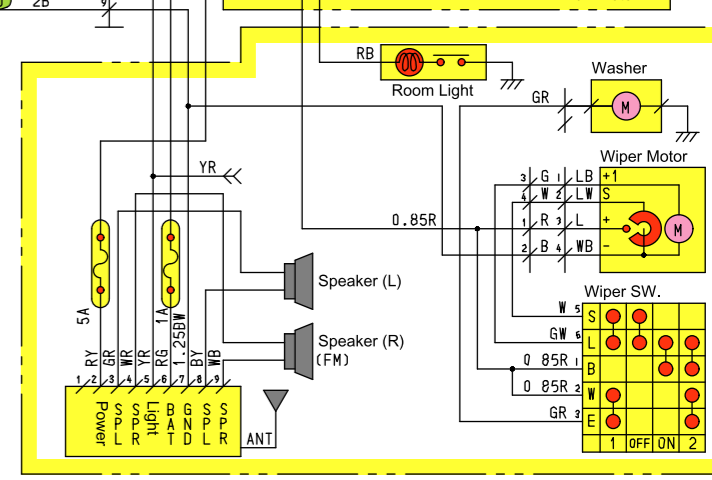 2B 9
RB
Room Light
Washer
GR
M
Wiper Motor
YR
3 G 1 LB +1
4 W 2 LW S
0.85R 1 R 3 L +
M
2 B 4 WB -
Speaker (L)
Wiper SW.
5A
1A
1.25BW
W 5 S
Speaker (R)
(FM)
GW 6 L
RY GR WR YR RG BY WB
0 85R 1 B
1 2 3 4 5 6 7 8 9
0 85R 2 W
Power
SPL
SPR
Light
BAT
GND
SPL
SPR
ANT
GR 3 E
1 OFF ON 2